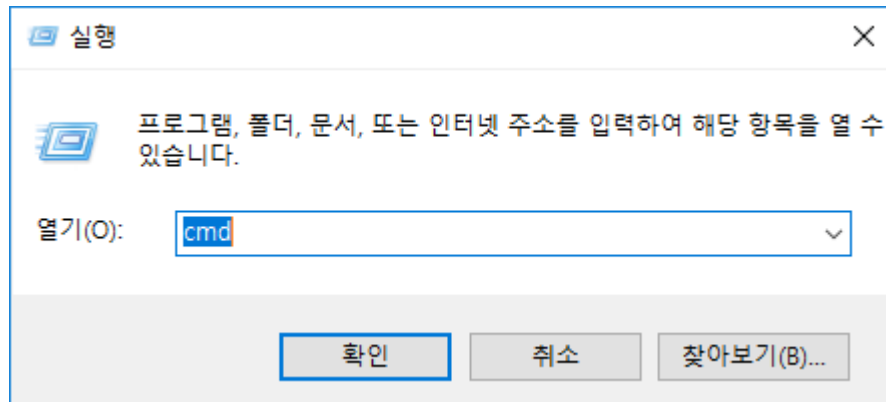 실행
프로그램, 폴더, 문서, 또는 인터넷 주소를 입력하여 해당 항목을 열 수
있습니다.
열기(O): cmd
확인 취소 찾아보기(B)...